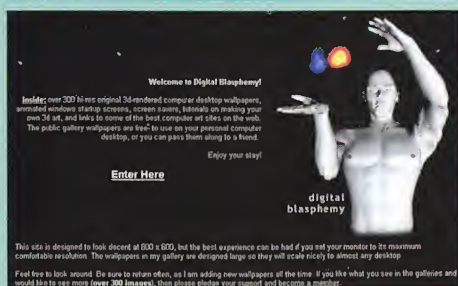 Welcome to Digital Blasphemy!
Inside: over 300 hi-res original 3d-rendered computer desktop wallpapers,
animated windows startup screens, screen savers, tutorials on making your
own 3d art, and links to some of the best computer art sites on the web.
The public gallery wallpapers are free to use on your personal computer
desktop, or you can pass them along to a friend.
Enjoy your stay!
Enter Here
digital
blasphemy
This site is designed to look decent at 800 x 600, but the best experience can be had if you set your monitor to its maximum
comfortable resolution. The wallpapers in my gallery are designed large so they will scale nicely to almost any desktop
Feel free to look around. Be sure to return often, as I am adding new wallpapers all the time. If you like what you see in the galleries and
would like to see more (over 300 images), then please pledge your support and become a member.